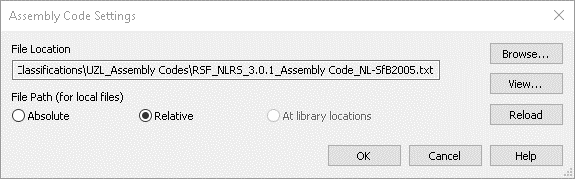 Assembly Code Settings
File Location
Classifications\UZL_Assembly Codes\RSF_NLRS_3.0.1_Assembly Code_NL-SfB2005.txt
Browse...
View...
File Path (for local files)
Absolute
Relative
At library locations
Reload
OK
Cancel
Help